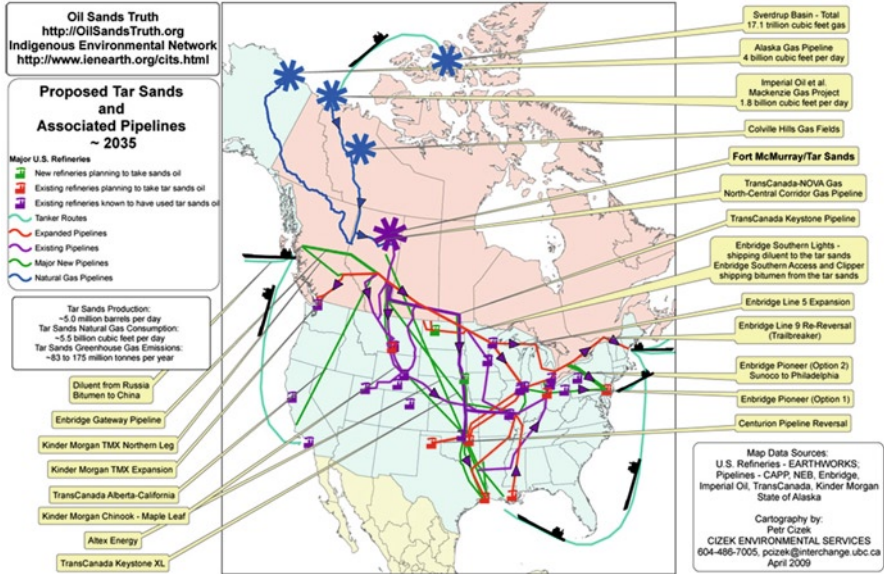 Oil Sands Truth
http://OilSandsTruth.org
Indigenous Environmental Network
http://www.ienearth.org/cits.html
Proposed Tar Sands
and
Associated Pipelines
~ 2035
Major U.S. Refineries
New refineries planning to take sands oil
Existing refineries planning to take tar sands oil
Existing refineries known to have used tar sands oil
Tanker Routes
Expanded Pipelines
Existing Pipelines
Major New Pipelines
Natural Gas Pipelines
Tar Sands Production:
~5.0 million barrels per day
Tar Sands Natural Gas Consumption:
~5.5 billion cubic feet per day
Tar Sands Greenhouse Gas Emissions:
~83 to 175 million tonnes per year
Diluent from Russia
Bitumen to China
Enbridge Gateway Pipeline
Kinder Morgan TMX Northern Leg
Kinder Morgan TMX Expansion
TransCanada Alberta-California
Kinder Morgan Chinook - Maple Leaf
Altex Energy
TransCanada Keystone XL
Sverdrup Basin - Total
17.1 trillion cubic feet gas
Alaska Gas Pipeline
4 billion cubic feet per day
Imperial Oil et al.
Mackenzie Gas Project
1.8 billion cubic feet per day
Colville Hills Gas Fields
Fort McMurray/Tar Sands
TransCanada-NOVA Gas
North-Central Corridor Gas Pipeline
TransCanada Keystone Pipeline
Enbridge Southern Lights -
shipping diluent to the tar sands
Enbridge Southern Access and Clipper
shipping bitumen from the tar sands
Enbridge Line 5 Expansion
Enbridge Line 9 Re-Reversal
(Trailbreaker)
Enbridge Pioneer (Option 2)
Sunoco to Philadelphia
Enbridge Pioneer (Option 1)
Centurion Pipeline Reversal
Map Data Sources:
U.S. Refineries - EARTHWORKS;
Pipelines - CAPP, NEB, Enbridge,
Imperial Oil, TransCanada, Kinder Morgan
State of Alaska
Cartography by:
Petr Cizek
CIZEK ENVIRONMENTAL SERVICES
604-486-7005, pcizek@interchange.ubc.ca
April 2009